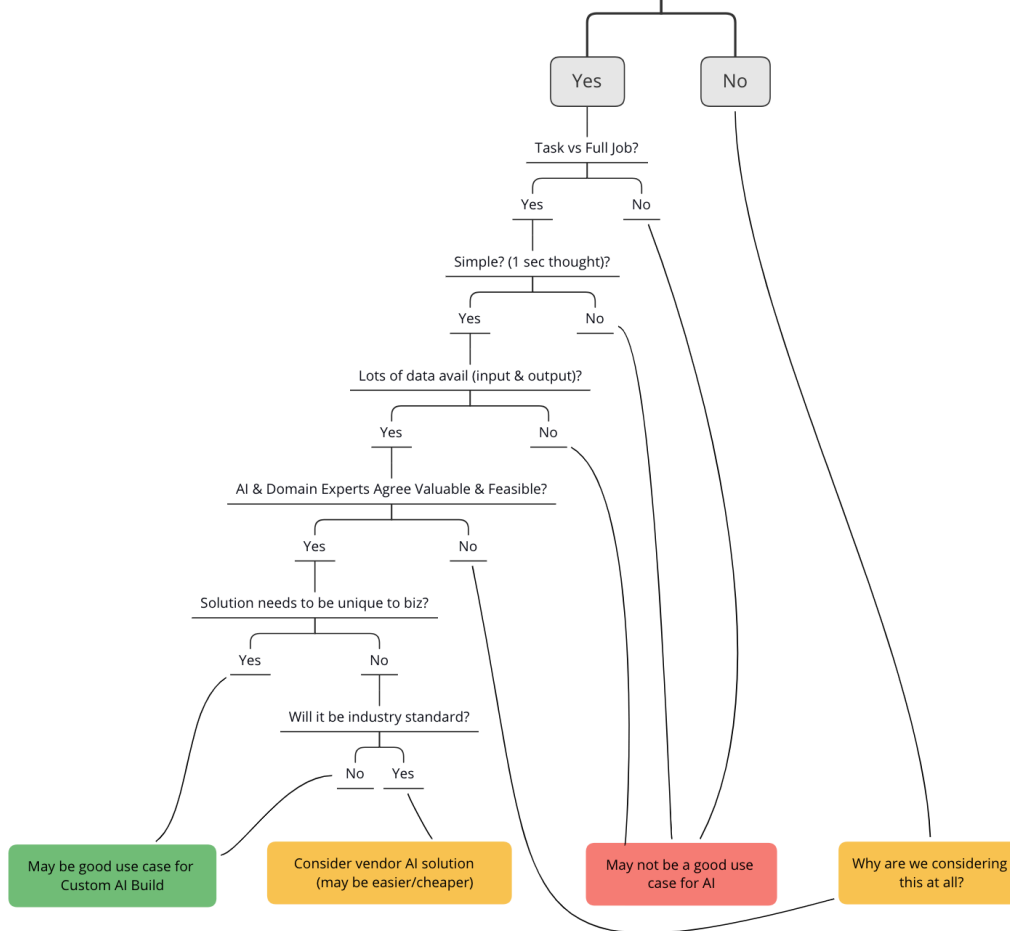 Yes
No
Task vs Full Job?
Yes
No
Simple? (1 sec thought)?
Yes
No
Lots of data avail (input & output)?
Yes
No
AI & Domain Experts Agree Valuable & Feasible?
Yes
No
Solution needs to be unique to biz?
Yes
No
Will it be industry standard?
No
Yes
May be good use case for
Custom AI Build
Consider vendor AI solution
(may be easier/cheaper)
May not be a good use
case for AI
Why are we considering
this at all?